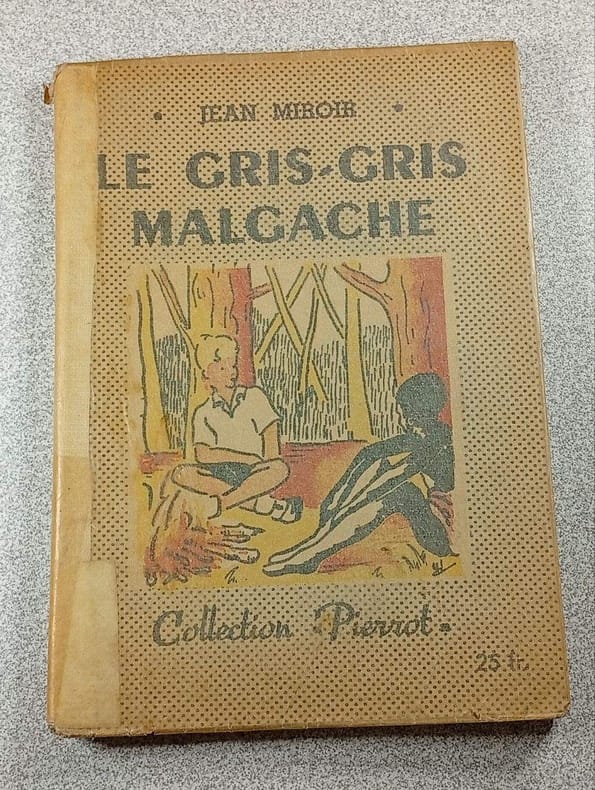 • JEAN MIROIR •
LE GRIS-GRIS
MALGACHE
Collection "Pierrot"
25 fr.